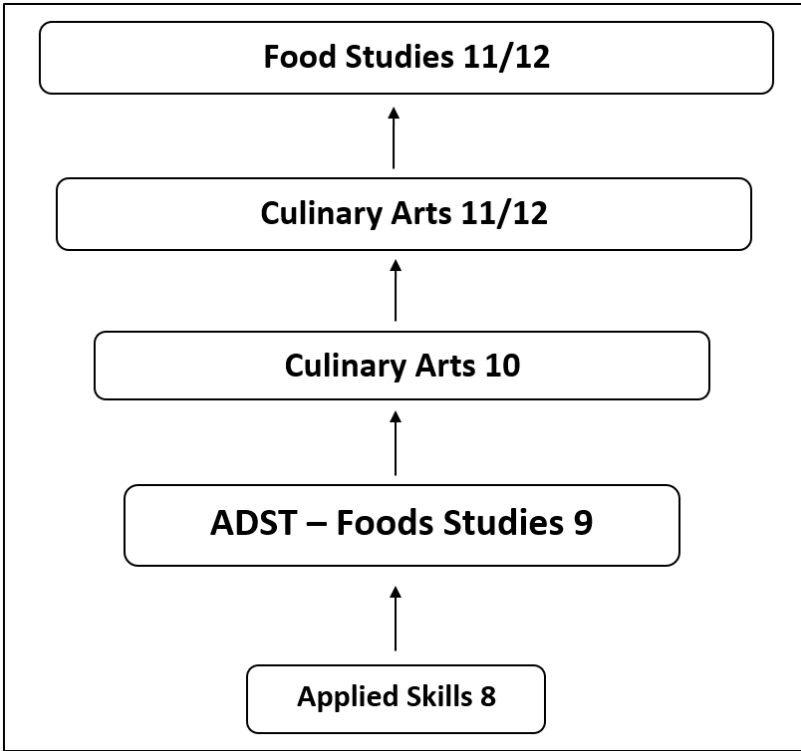 Food Studies 11/12
Culinary Arts 11/12
Culinary Arts 10
ADST – Foods Studies 9
Applied Skills 8